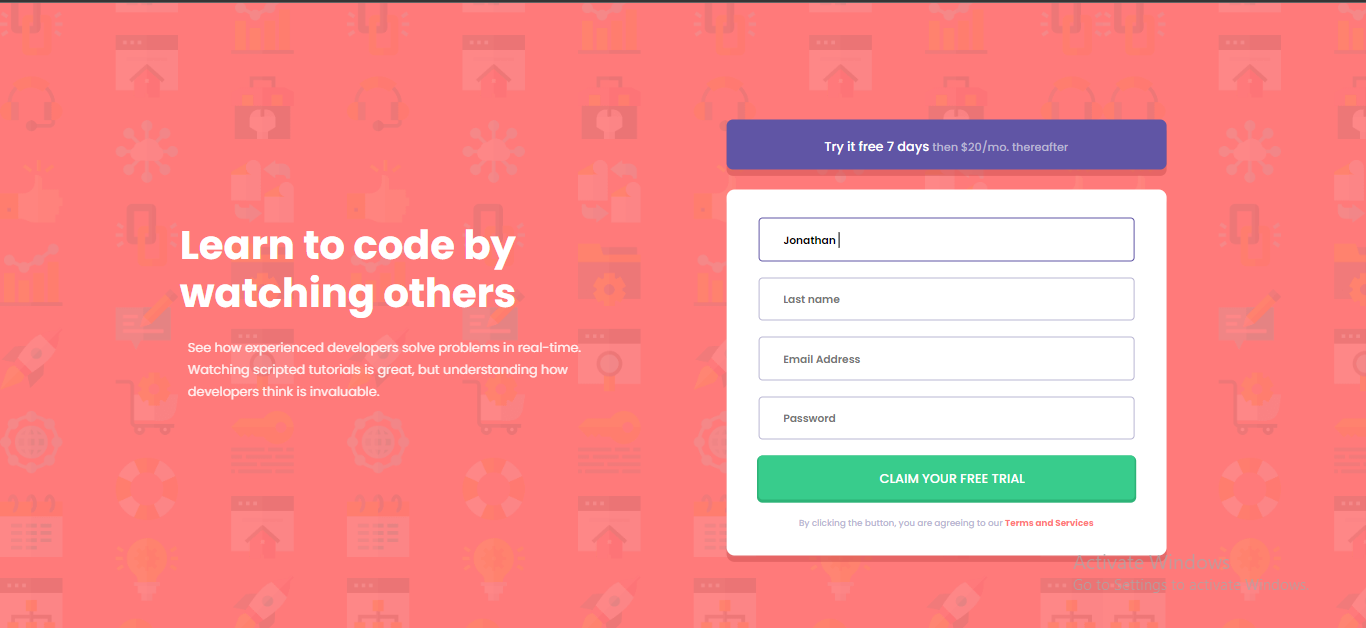 Learn to code by
watching others
See how experienced developers solve problems in real-time.
Watching scripted tutorials is great, but understanding how
developers think is invaluable.
Try it free 7 days then $20/mo. thereafter
Jonathan
Last name
Email Address
Password
CLAIM YOUR FREE TRIAL
By clicking the button, you are agreeing to our Terms and Services
Activate Windows
Go to Settings to activate Windows.